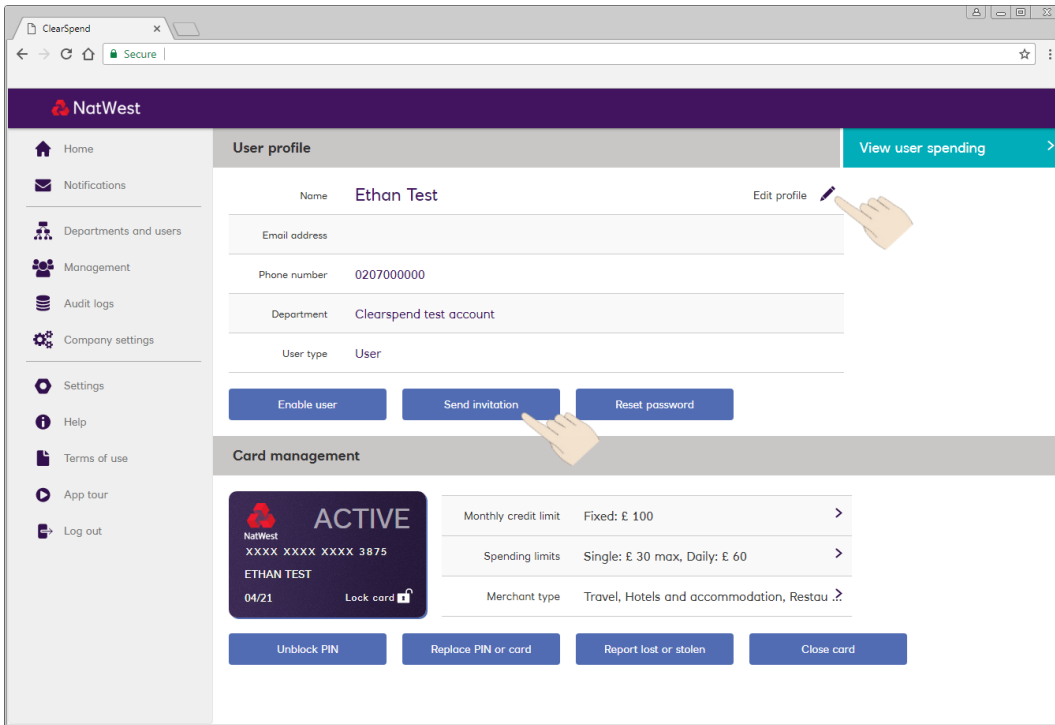 ClearSpend
Secure
NatWest
Home
Notifications
Departments and users
Management
Audit logs
Company settings
Settings
Help
Terms of use
App tour
Log out
User profile
View user spending
Name Ethan Test Edit profile
Email address
Phone number 0207000000
Department Clearspend test account
User type User
Enable user Send invitation Reset password
Card management
ACTIVE
NatWest
XXXX XXXX XXXX 3875
ETHAN TEST
04/21 Lock card
Monthly credit limit Fixed: £ 100
Spending limits Single: £ 30 max, Daily: £ 60
Merchant type Travel, Hotels and accommodation, Restau ...
Unblock PIN Replace PIN or card Report lost or stolen Close card